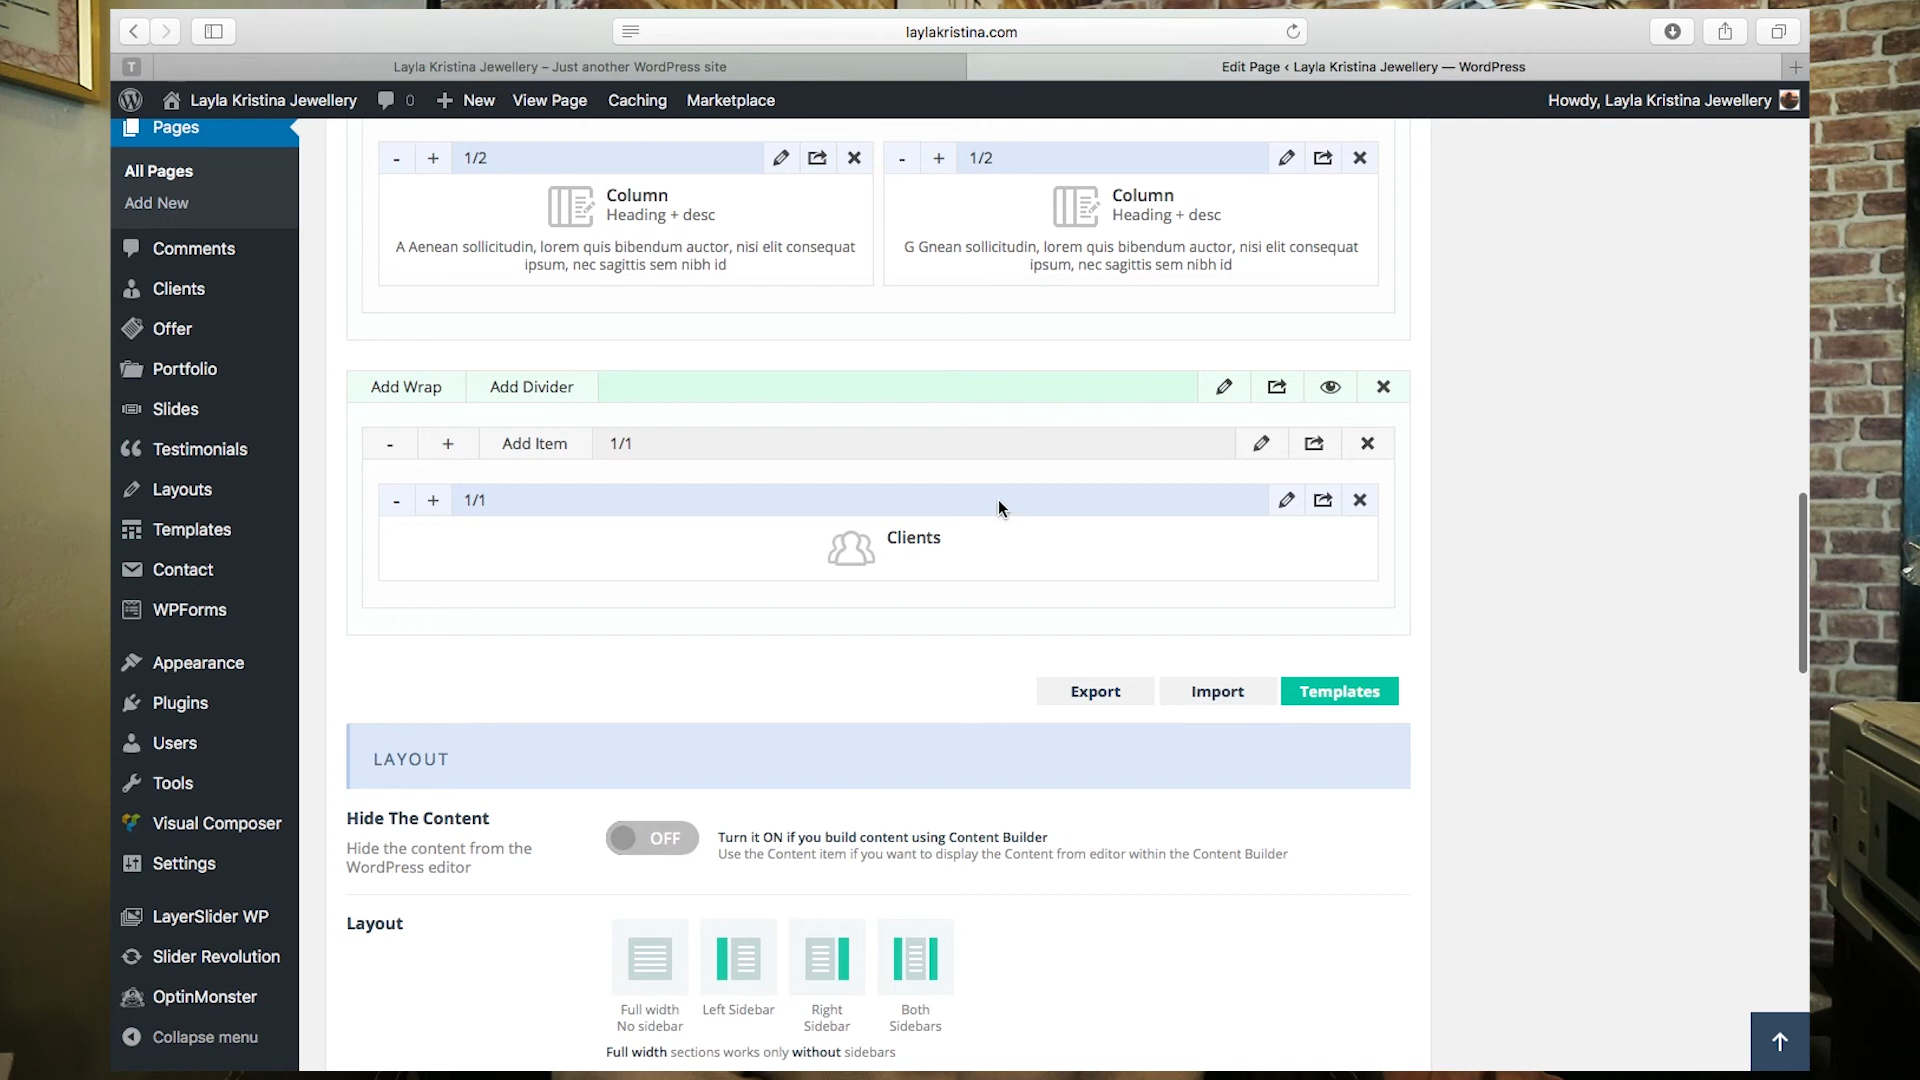 laylakristina.com
T
Layla Kristina Jewellery – Just another WordPress site
Edit Page ‹ Layla Kristina Jewellery — WordPress
Layla Kristina Jewellery
0
New
View Page
Caching
Marketplace
Howdy, Layla Kristina Jewellery
Pages
All Pages
Add New
Comments
Clients
Offer
Portfolio
Slides
Testimonials
Layouts
Templates
Contact
WPForms
Appearance
Plugins
Users
Tools
Visual Composer
Settings
LayerSlider WP
Slider Revolution
OptinMonster
Collapse menu
- + 1/2
Column
Heading + desc
A Aenean sollicitudin, lorem quis bibendum auctor, nisi elit consequat
ipsum, nec sagittis sem nibh id
- + 1/2
Column
Heading + desc
G Gnean sollicitudin, lorem quis bibendum auctor, nisi elit consequat
ipsum, nec sagittis sem nibh id
Add Wrap
Add Divider
- + Add Item 1/1
- + 1/1
Clients
Export
Import
Templates
LAYOUT
Hide The Content
Hide the content from the
WordPress editor
OFF
Turn it ON if you build content using Content Builder
Use the Content item if you want to display the Content from editor within the Content Builder
Layout
Full width
No sidebar
Left Sidebar
Right
Sidebar
Both
Sidebars
Full width sections works only without sidebars